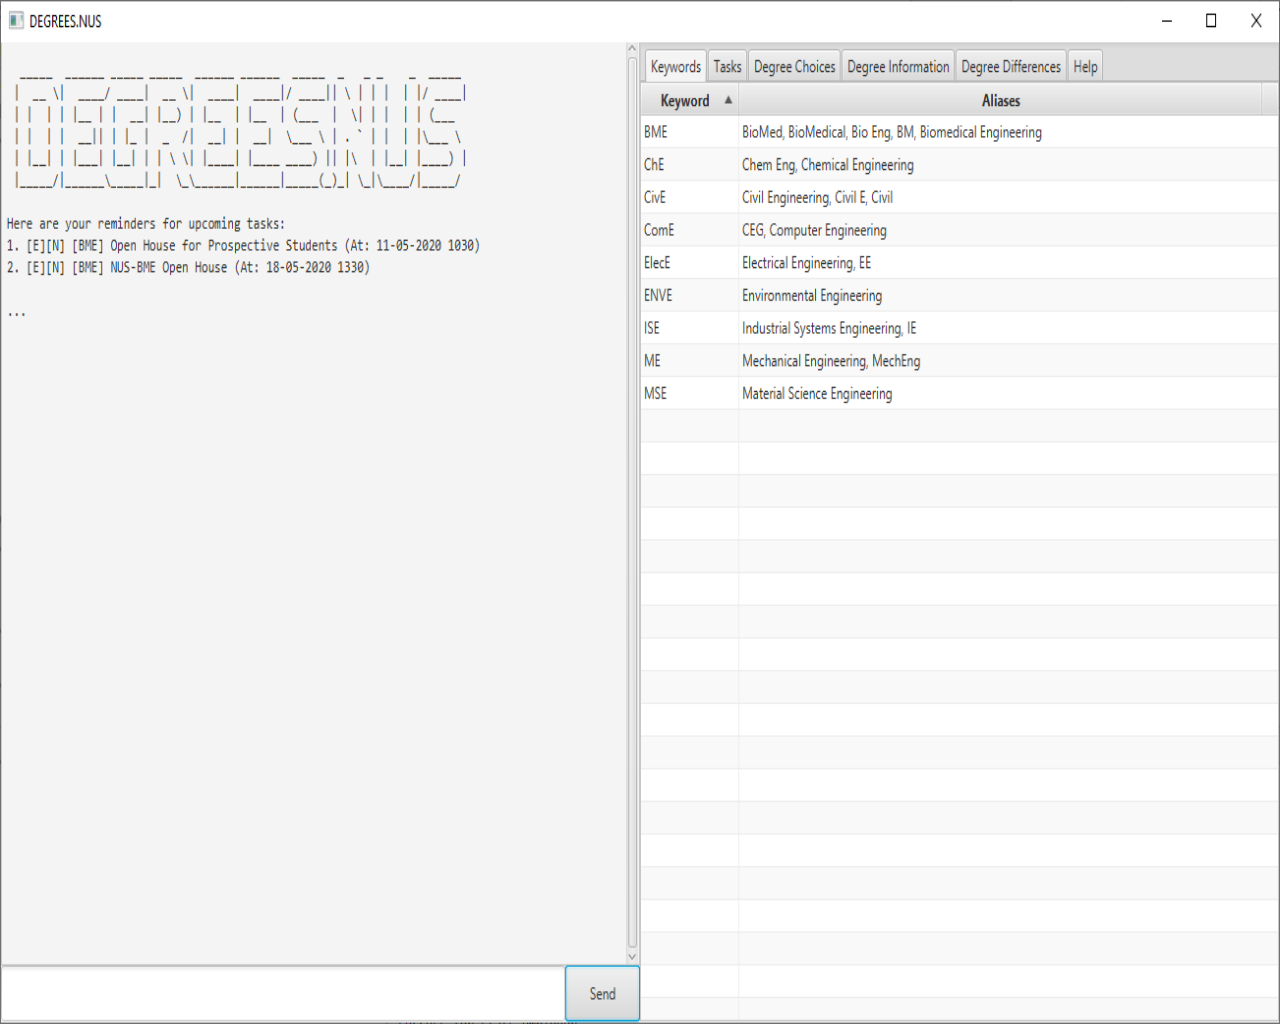 DEGREES.NUS
DEGREES.NUS
Here are your reminders for upcoming tasks:
1. [E][N] [BME] Open House for Prospective Students (At: 11-05-2020 1030)
2. [E][N] [BME] NUS-BME Open House (At: 18-05-2020 1330)
...
Send
Keywords Tasks Degree Choices Degree Information Degree Differences Help
Keyword Aliases
BME BioMed, BioMedical, Bio Eng, BM, Biomedical Engineering
ChE Chem Eng, Chemical Engineering
CivE Civil Engineering, Civil E, Civil
ComE CEG, Computer Engineering
ElecE Electrical Engineering, EE
ENVE Environmental Engineering
ISE Industrial Systems Engineering, IE
ME Mechanical Engineering, MechEng
MSE Material Science Engineering